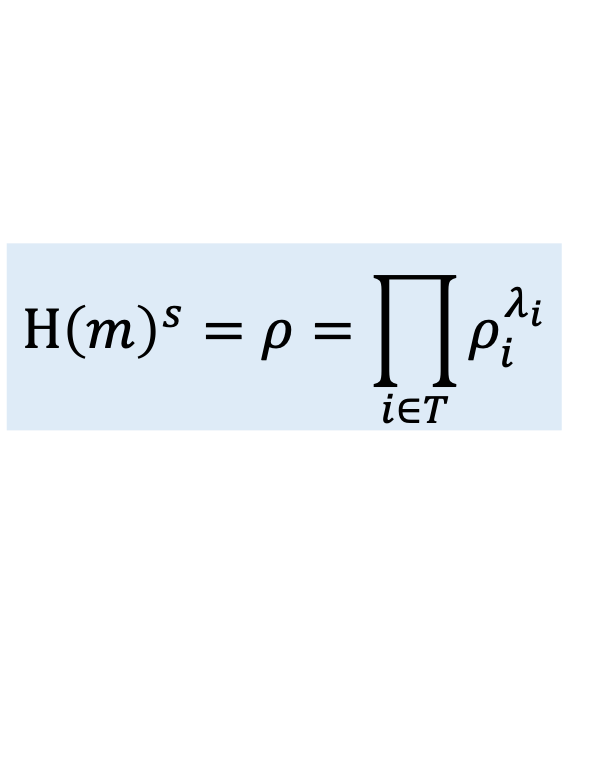 H(m)^s = ρ = ∏_{i∈T} ρ_i^{λ_i}